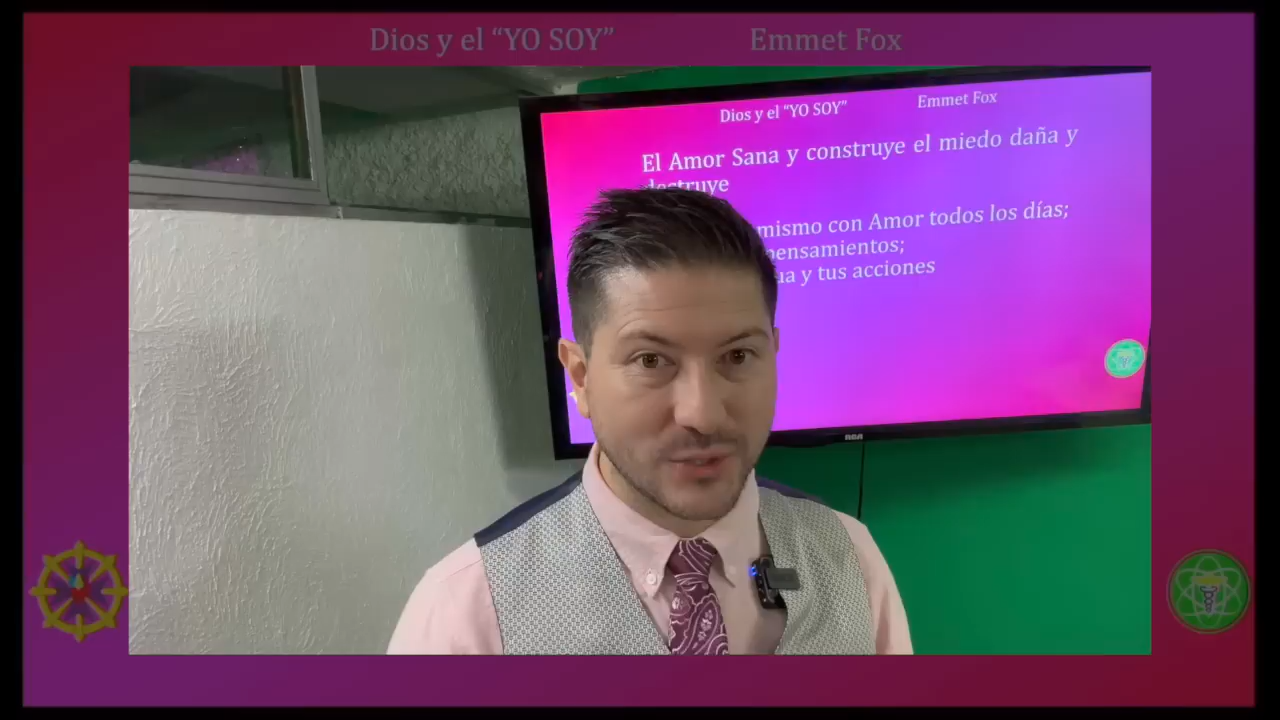 Dios y el “YO SOY” Emmet Fox
Dios y el “YO SOY” Emmet Fox
El Amor Sana y construye el miedo daña y
destruye
mismo con Amor todos los días;
pensamientos;
y tus acciones
RCA